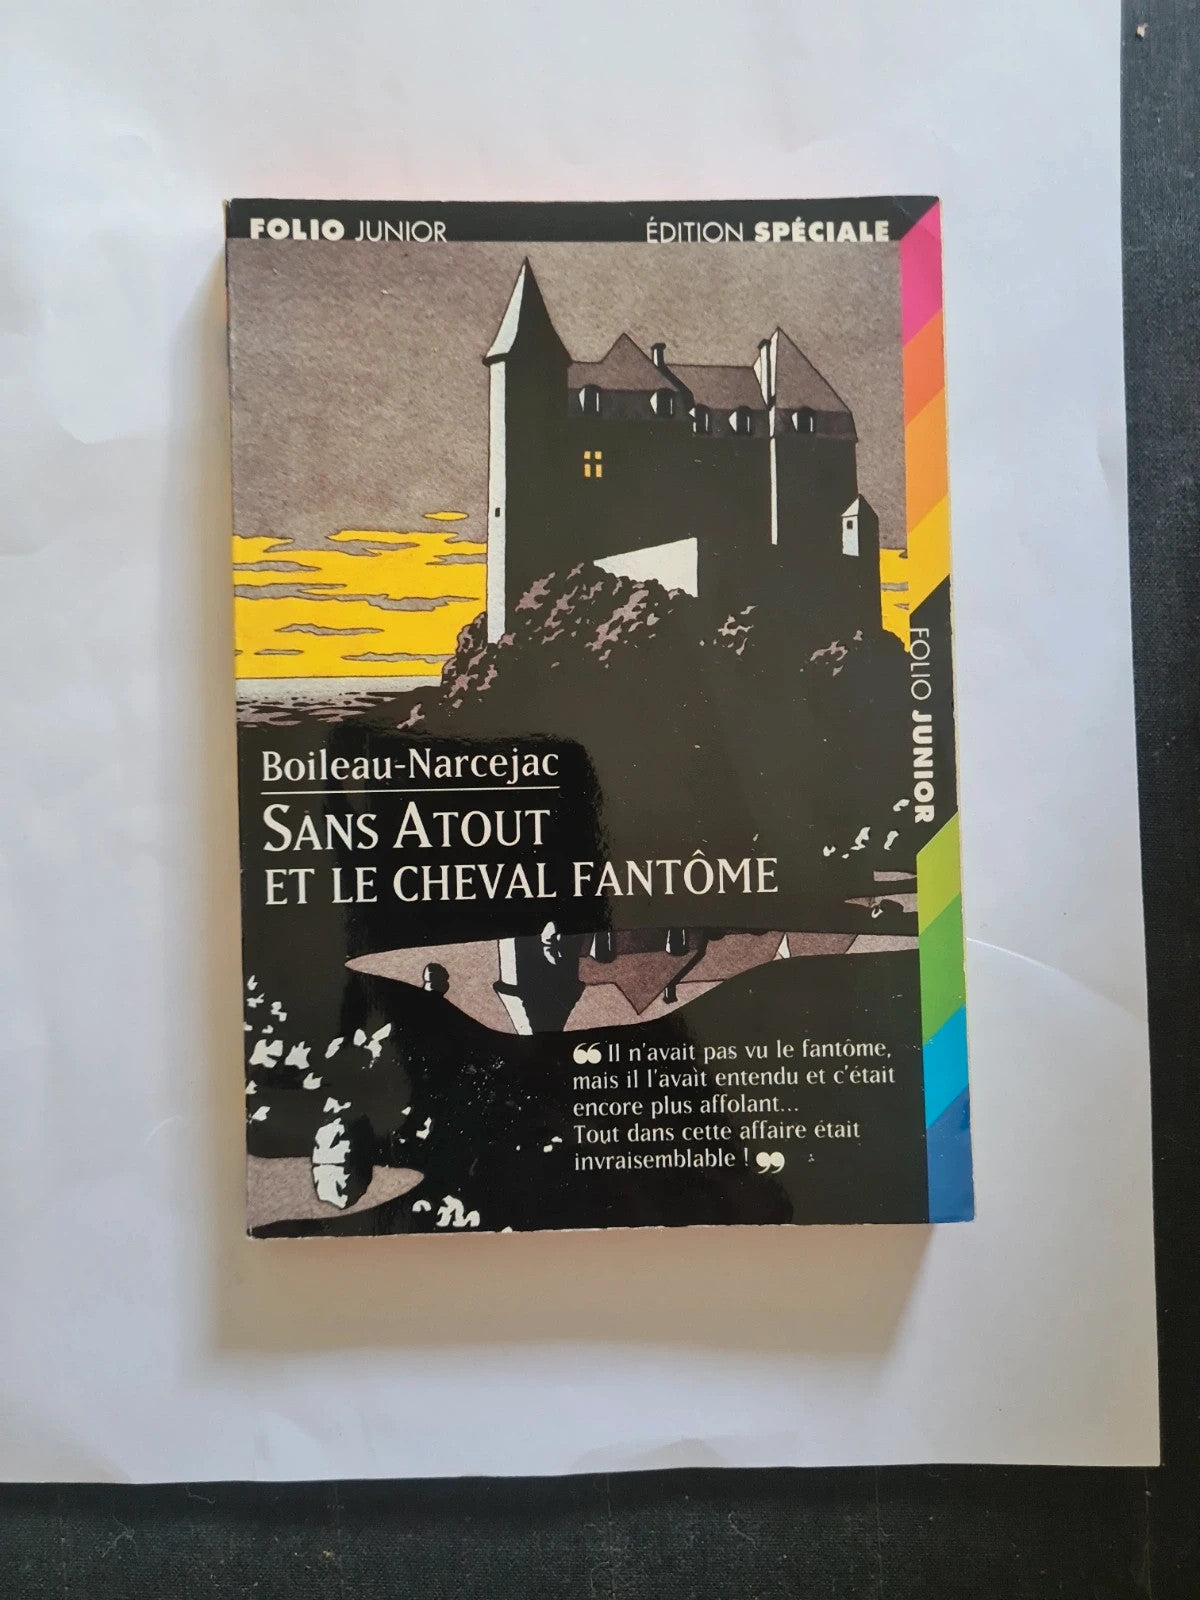 FOLIO JUNIOR
ÉDITION SPÉCIALE
FOLIO JUNIOR
Boileau-Narcejac
SANS ATOUT
ET LE CHEVAL FANTÔME
❝ Il n'avait pas vu le fantôme,
mais il l'avait entendu et c'était
encore plus affolant...
Tout dans cette affaire était
invraisemblable ! ❞